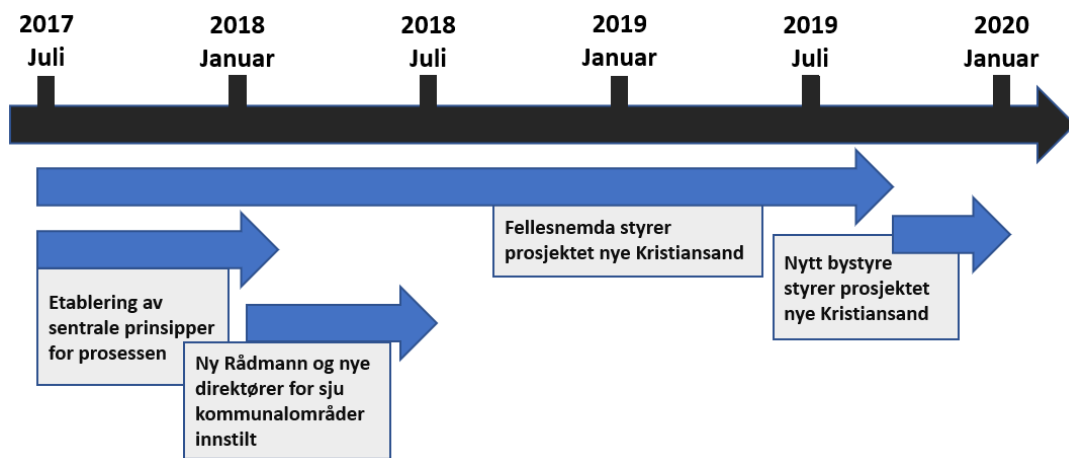 2017
Juli
2018
Januar
2018
Juli
2019
Januar
2019
Juli
2020
Januar
Fellesnemda styrer
prosjektet nye Kristiansand
Nytt bystyre
styrer prosjektet
nye Kristiansand
Etablering av
sentrale prinsipper
for prosessen
Ny Rådmann og nye
direktører for sju
kommunalområder
innstilt